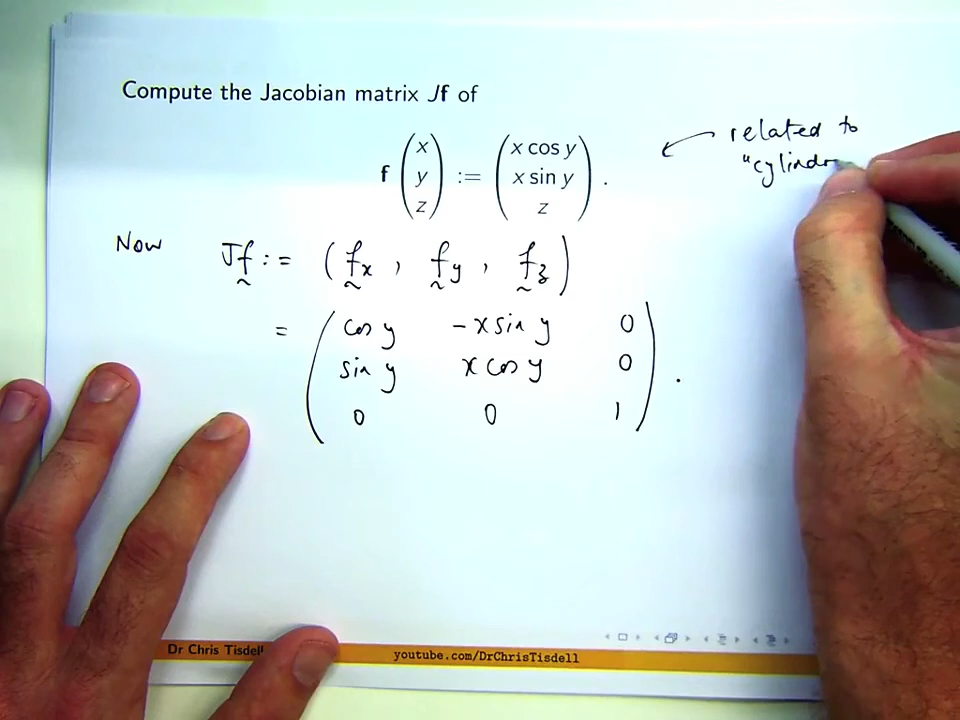 Compute the Jacobian matrix Jf of
f (x y z) := (x cos y x sin y z) .
related to
"cylindr
Now Jf := ( fx , fy , fz )
= ( cos y -x sin y 0
sin y x cos y 0
0 0 1 ) .
Dr Chris Tisdell youtube.com/DrChrisTisdell